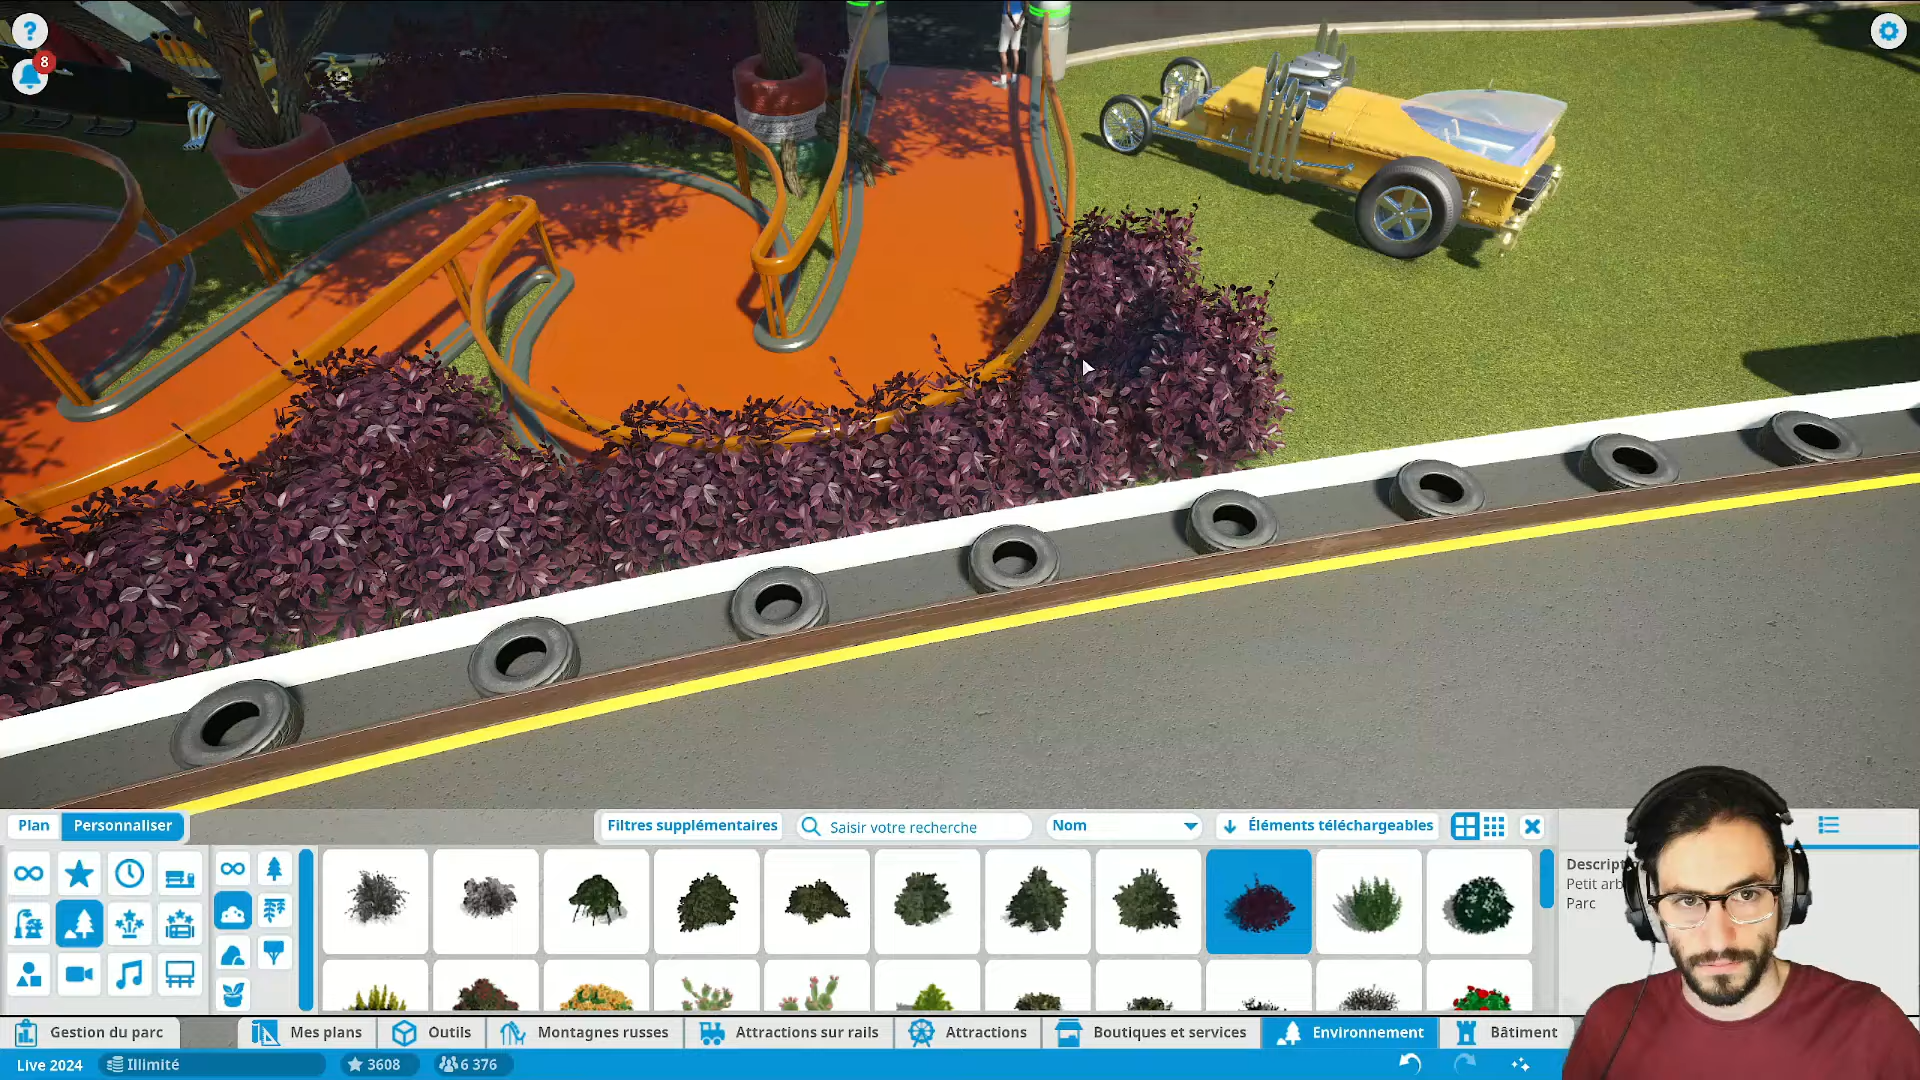 ?
8
Plan
Personnaliser
Filtres supplémentaires
Saisir votre recherche
Nom
Éléments téléchargeables
Petit arb
Parc
Gestion du parc
Mes plans
Outils
Montagnes russes
Attractions sur rails
Attractions
Boutiques et services
Environnement
Bâtiment
Live 2024
Illimité
3608
6 376